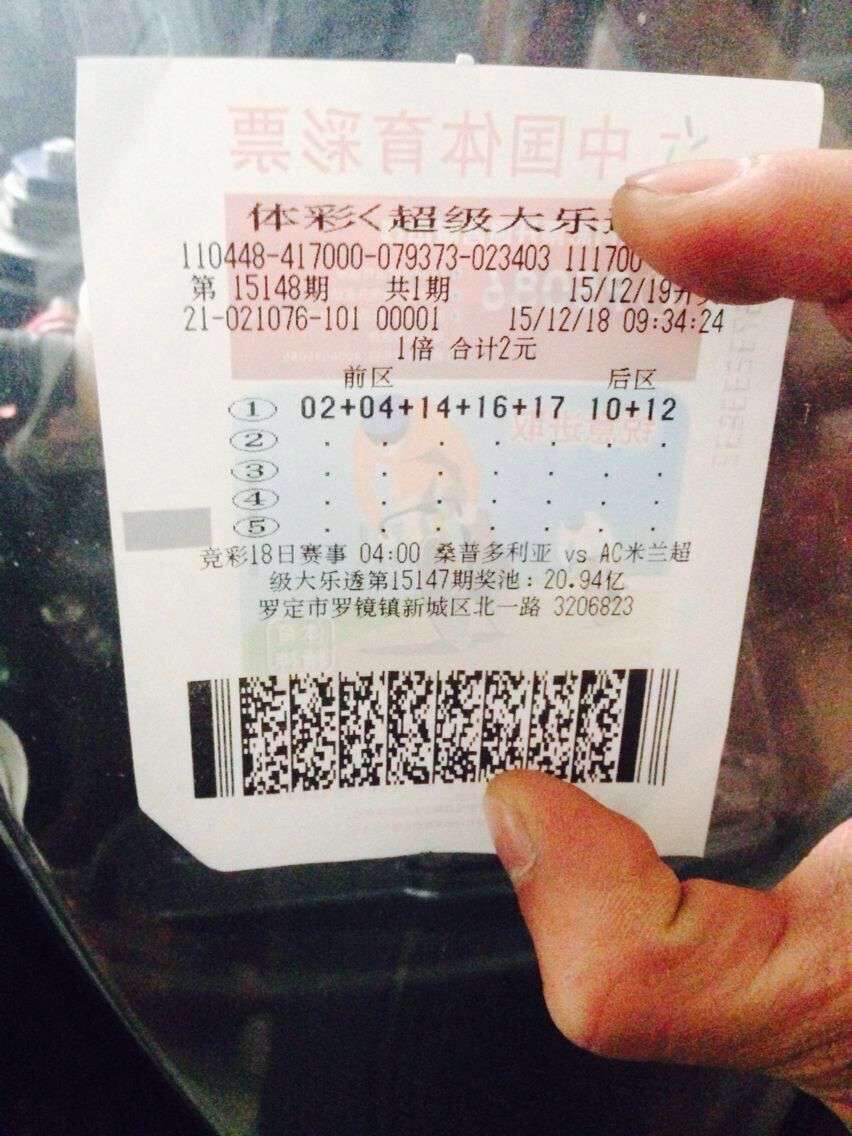 中国体育彩票
体彩<超级大乐
110448-417000-079373-023403 111700
第 15148期 共1期 15/12/19开
21-021076-101 00001 15/12/18 09:34:24
1倍 合计2元
前区 后区
① 02+04+14+16+17 10+12
②
③
④
⑤
竞彩18日赛事 04:00 桑普多利亚 vs AC米兰超
级大乐透第15147期奖池:20.94亿
罗定市罗镜镇新城区北一路 3206823